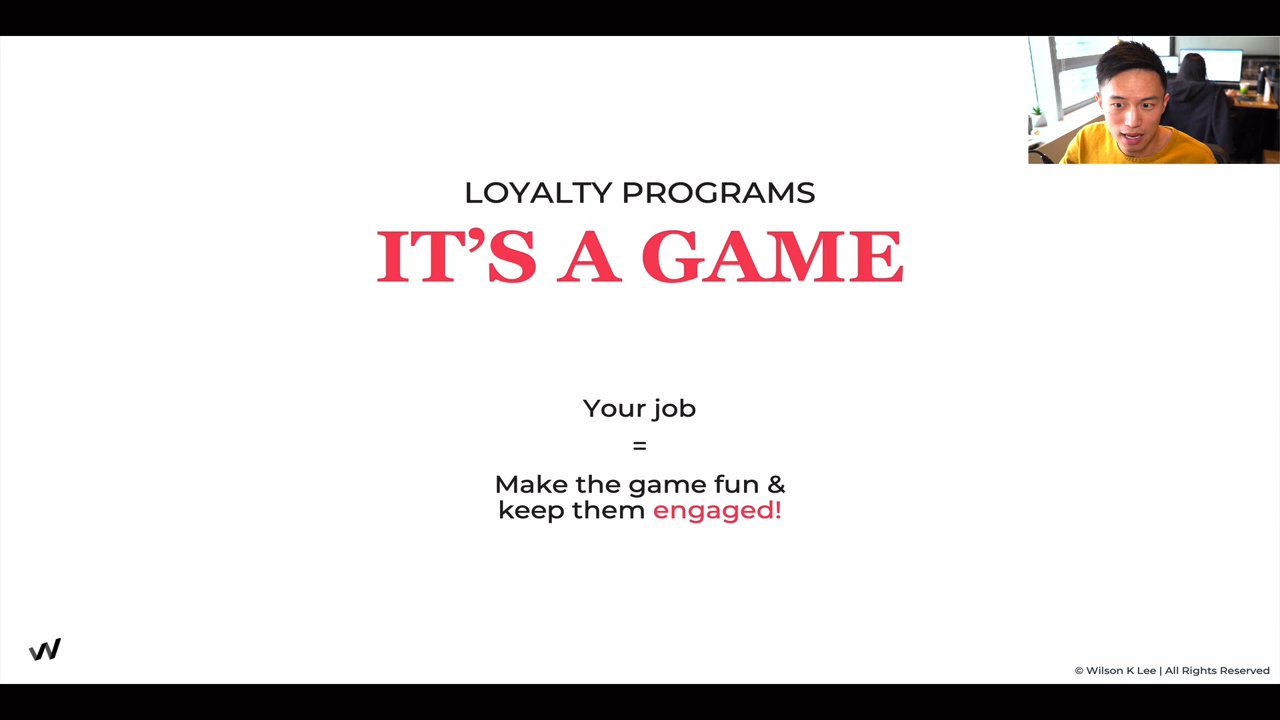 LOYALTY PROGRAMS
IT’S A GAME
Your job
=
Make the game fun &
keep them engaged!
© Wilson K Lee | All Rights Reserved